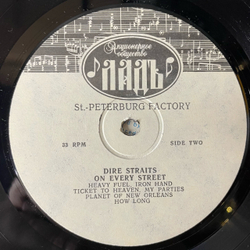 Акционерное
общество
ЛАДЪ
St.-PETERBURG FACTORY
33 RPM
SIDE TWO
DIRE STRAITS
ON EVERY STREET
HEAVY FUEL, IRON HAND
TICKET TO HEAVEN, MY PARTIES
PLANET OF NEW ORLEANS
HOW LONG